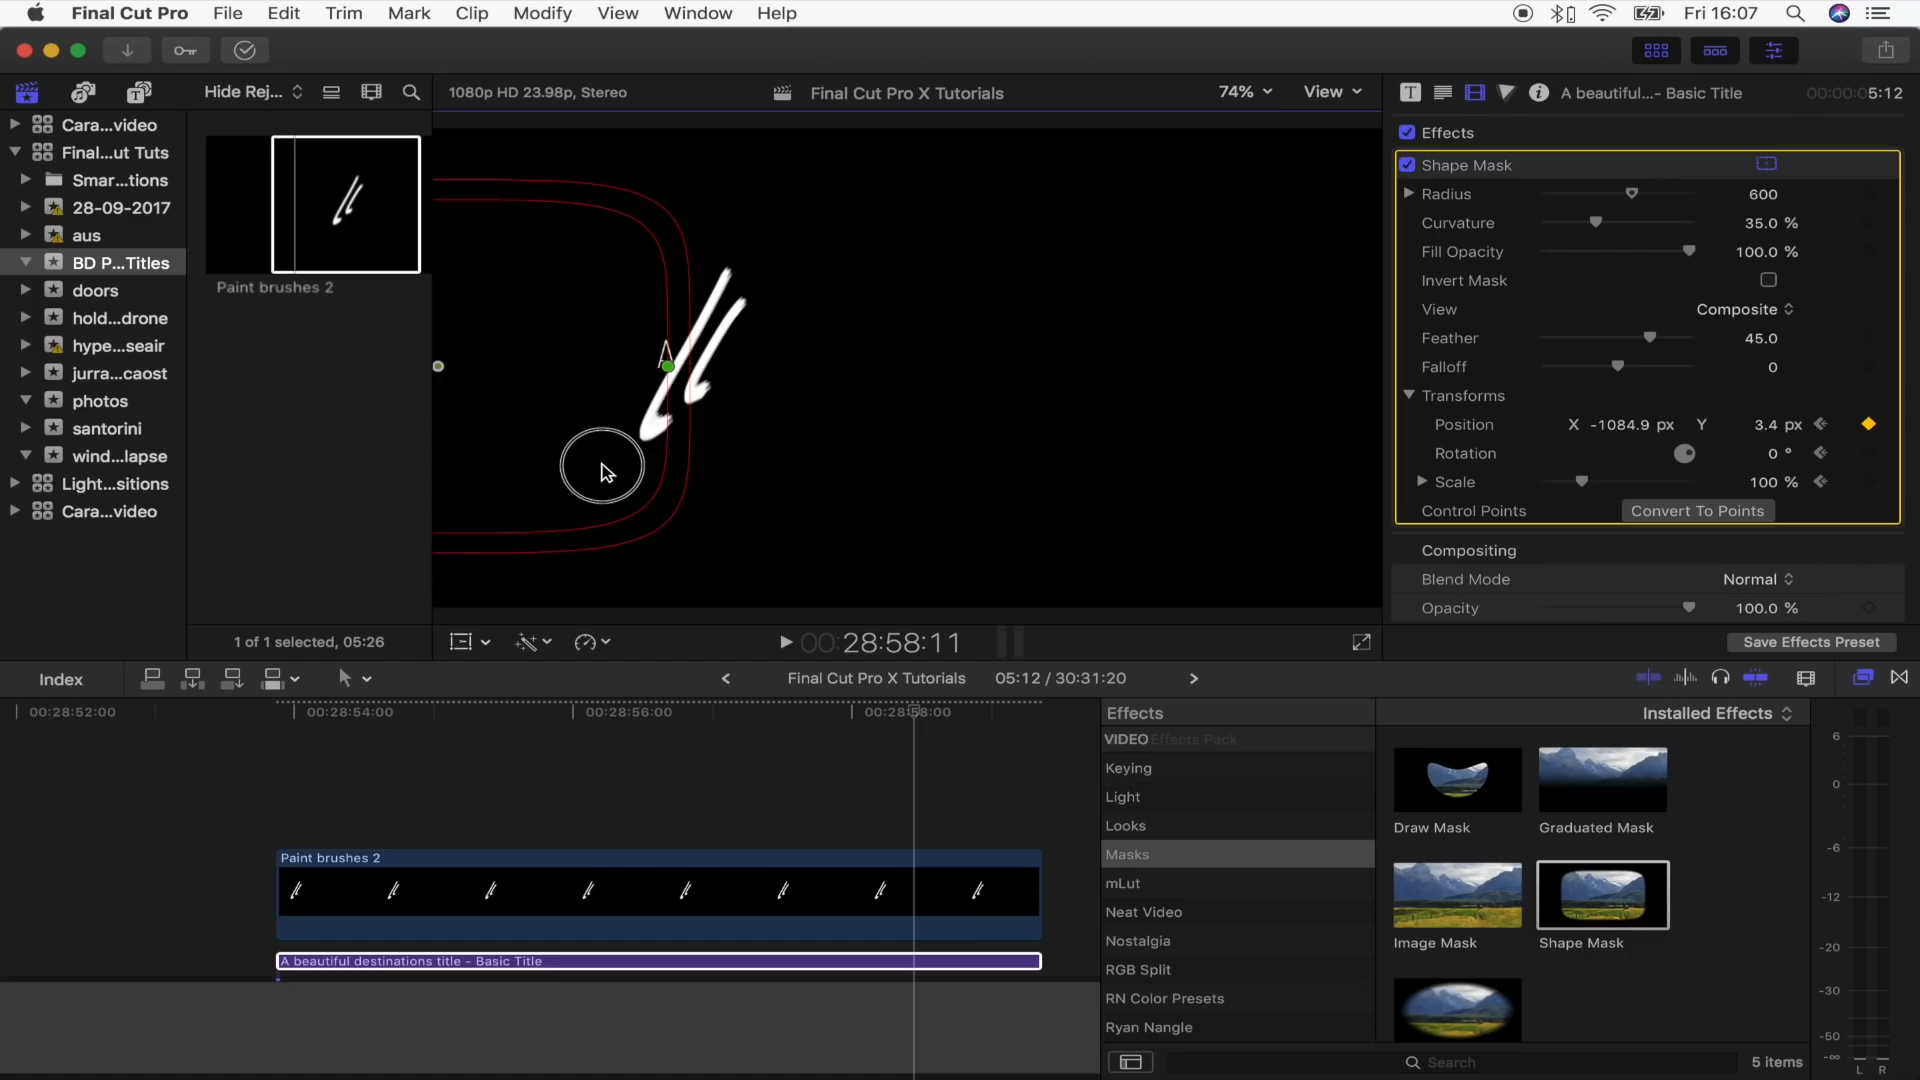 Final Cut Pro File Edit Trim Mark Clip Modify View Window Help Fri 16:07
Hide Rej... 1080p HD 23.98p, Stereo Final Cut Pro X Tutorials 74% View A beautiful...- Basic Title 00:00:05:12
Cara...video
Final...ut Tuts
Smar...tions
28-09-2017
aus
BD P...Titles
doors
hold...drone
hype...seair
jurra...caost
photos
santorini
wind...lapse
Light...sitions
Cara...video
Paint brushes 2
1 of 1 selected, 05:26
A
00:28:58:11
Effects
Shape Mask
Radius 600
Curvature 35.0 %
Fill Opacity 100.0 %
Invert Mask
View Composite
Feather 45.0
Falloff 0
Transforms
Position X -1084.9 px Y 3.4 px
Rotation 0 °
Scale 100 %
Control Points Convert To Points
Compositing
Blend Mode Normal
Opacity 100.0 %
Save Effects Preset
Index Final Cut Pro X Tutorials 05:12 / 30:31:20
00:28:52:00 00:28:54:00 00:28:56:00 00:28:58:00
Paint brushes 2
A beautiful destinations title - Basic Title
Effects Installed Effects
VIDEO Effects Pack
Keying
Light
Looks
Masks
mLut
Neat Video
Nostalgia
RGB Split
RN Color Presets
Ryan Nangle
Draw Mask Graduated Mask
Image Mask Shape Mask
Search 5 items
6
0
-6
-12
-20
-30
-50
-∞
L R